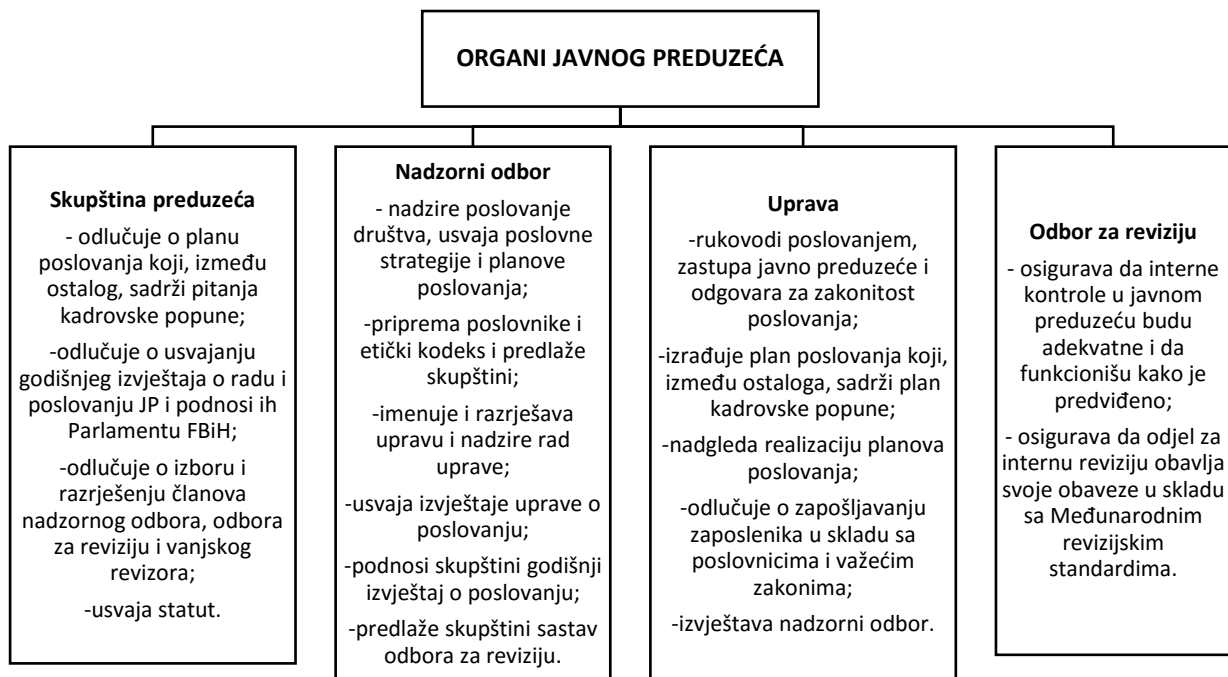 ORGANI JAVNOG PREDUZEĆA
Skupština preduzeća
- odlučuje o planu
poslovanja koji, između
ostalog, sadrži pitanja
kadrovske popune;
-odlučuje o usvajanju
godišnjeg izvještaja o radu i
poslovanju JP i podnosi ih
Parlamentu FBiH;
-odlučuje o izboru i
razrješenju članova
nadzornog odbora, odbora
za reviziju i vanjskog
revizora;
-usvaja statut.
Nadzorni odbor
- nadzire poslovanje
društva, usvaja poslovne
strategije i planove
poslovanja;
-priprema poslovnike i
etički kodeks i predlaže
skupštini;
-imenuje i razrješava
upravu i nadzire rad
uprave;
-usvaja izvještaje uprave o
poslovanju;
-podnosi skupštini godišnji
izvještaj o poslovanju;
-predlaže skupštini sastav
odbora za reviziju.
Uprava
-rukovodi poslovanjem,
zastupa javno preduzeće i
odgovara za zakonitost
poslovanja;
-izrađuje plan poslovanja koji,
između ostaloga, sadrži plan
kadrovske popune;
-nadgleda realizaciju planova
poslovanja;
-odlučuje o zapošljavanju
zaposlenika u skladu sa
poslovnicima i važećim
zakonima;
-izvještava nadzorni odbor.
Odbor za reviziju
- osigurava da interne
kontrole u javnom
preduzeću budu
adekvatne i da
funkcionišu kako je
predviđeno;
- osigurava da odjel za
internu reviziju obavlja
svoje obaveze u skladu
sa Međunarodnim
revizijskim
standardima.